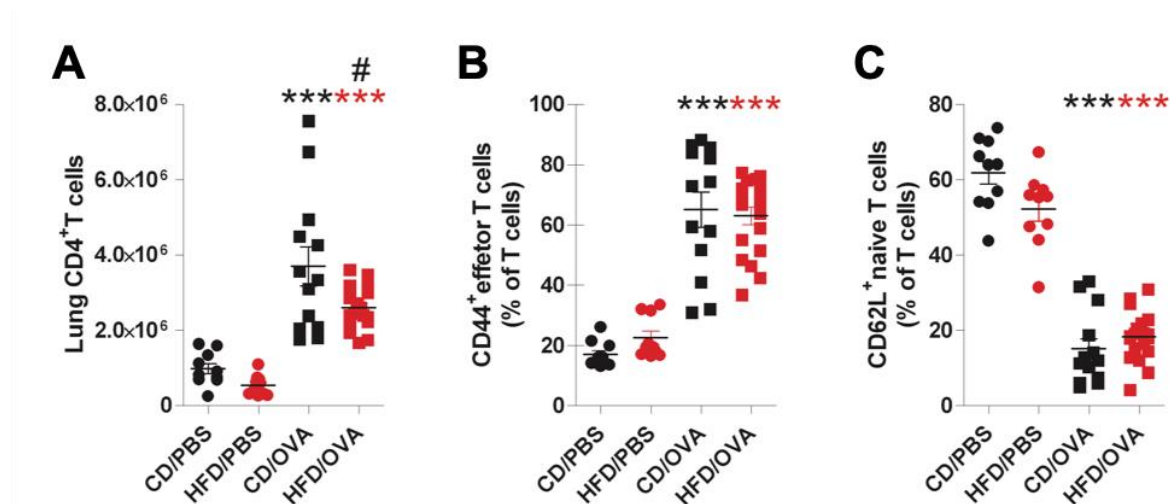 A
#
******
8.0×10⁶
6.0×10⁶
4.0×10⁶
2.0×10⁶
0
Lung CD4⁺T cells
CD/PBS
HFD/PBS
CD/OVA
HFD/OVA
B
******
100
80
60
40
20
0
CD44⁺effetor T cells
(% of T cells)
CD/PBS
HFD/PBS
CD/OVA
HFD/OVA
C
******
80
60
40
20
0
CD62L⁺naive T cells
(% of T cells)
CD/PBS
HFD/PBS
CD/OVA
HFD/OVA